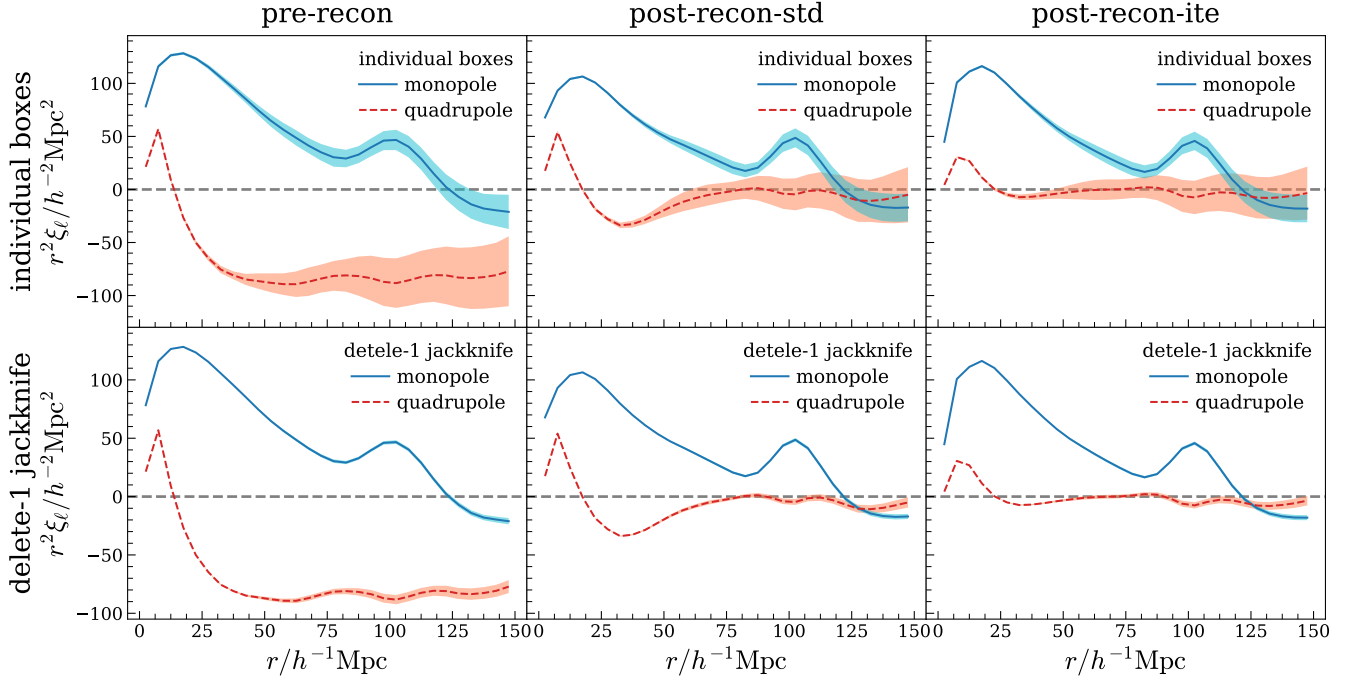 pre-recon post-recon-std post-recon-ite
individual boxes
r²ξℓ/h⁻²Mpc²
100
50
0
−50
−100
individual boxes
monopole
quadrupole
individual boxes
monopole
quadrupole
individual boxes
monopole
quadrupole
delete-1 jackknife
r²ξℓ/h⁻²Mpc²
100
50
0
−50
−100
detele-1 jackknife
monopole
quadrupole
detele-1 jackknife
monopole
quadrupole
detele-1 jackknife
monopole
quadrupole
0 25 50 75 100 125 150
0 25 50 75 100 125 150
0 25 50 75 100 125 150
r/h⁻¹Mpc r/h⁻¹Mpc r/h⁻¹Mpc